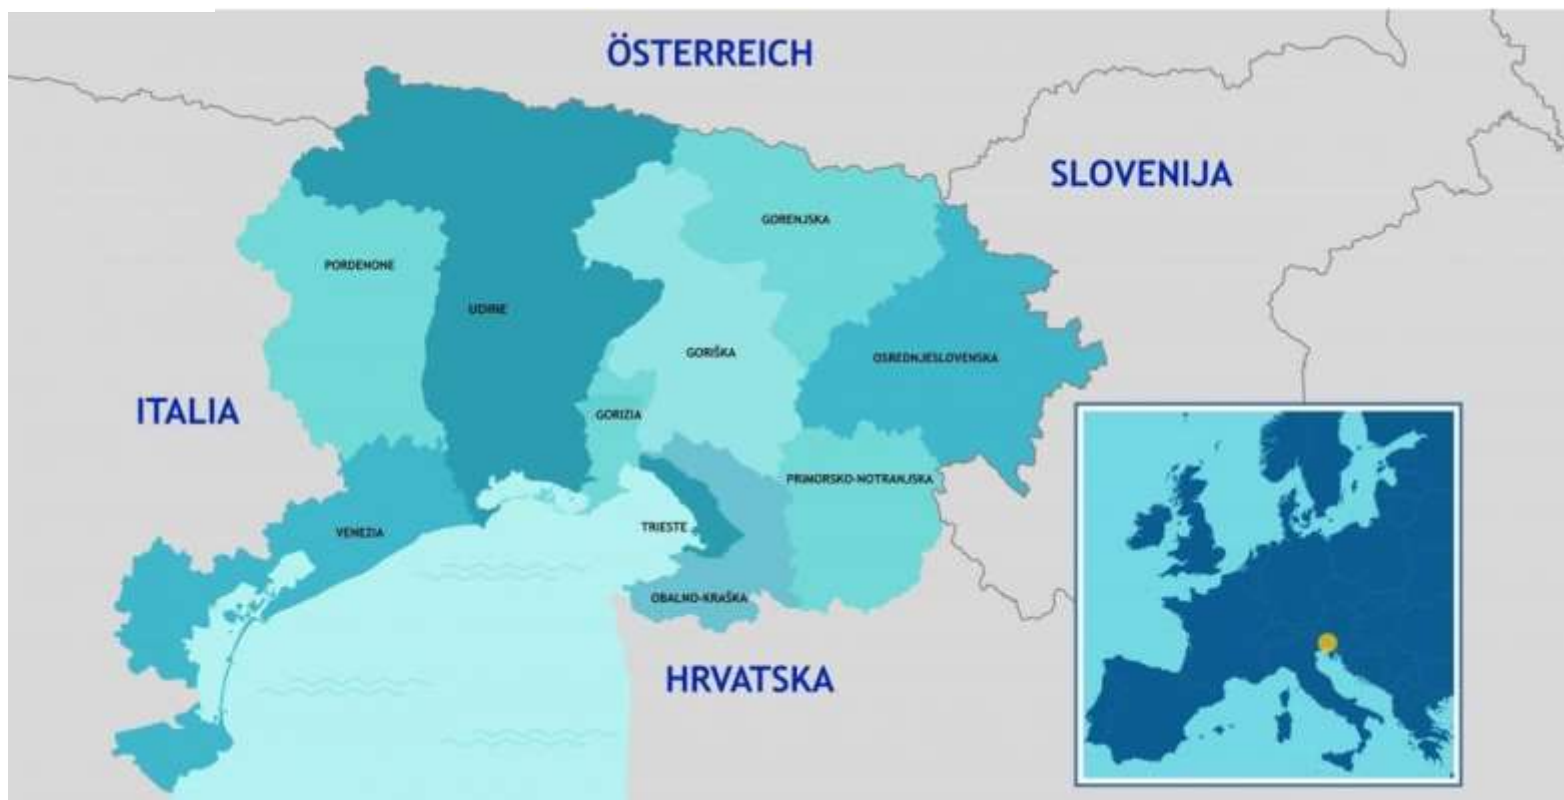 ÖSTERREICH
SLOVENIJA
GORENJSKA
PORDENONE
UDINE
GORIŠKA
OSREDNJESLOVENSKA
ITALIA
GORIZIA
PRIMORSKO-NOTRANJSKA
VENEZIA
TRIESTE
OBALNO-KRAŠKA
HRVATSKA